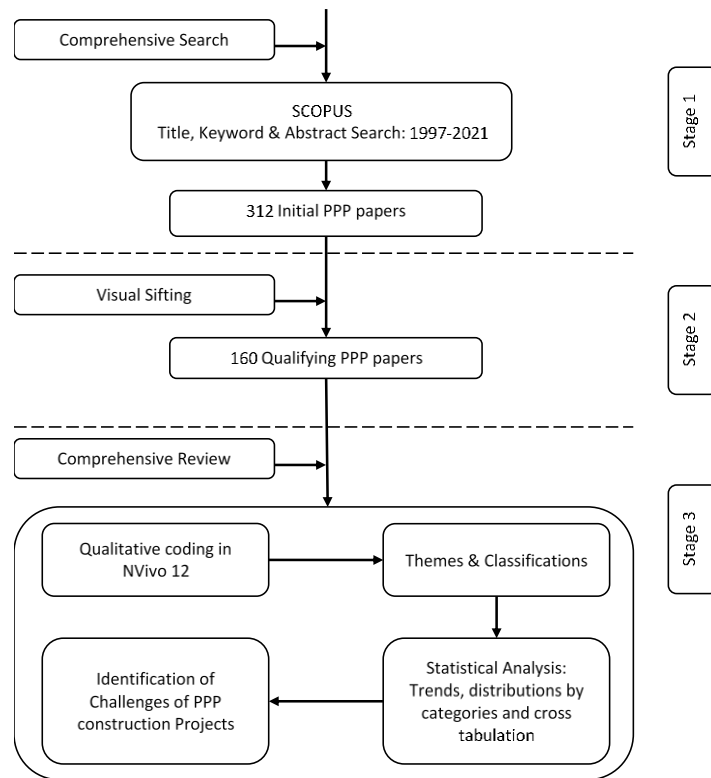 Comprehensive Search
SCOPUS
Title, Keyword & Abstract Search: 1997-2021
Stage 1
312 Initial PPP papers
Visual Sifting
160 Qualifying PPP papers
Stage 2
Comprehensive Review
Qualitative coding in
NVivo 12
Themes & Classifications
Stage 3
Identification of
Challenges of PPP
construction Projects
Statistical Analysis:
Trends, distributions by
categories and cross
tabulation